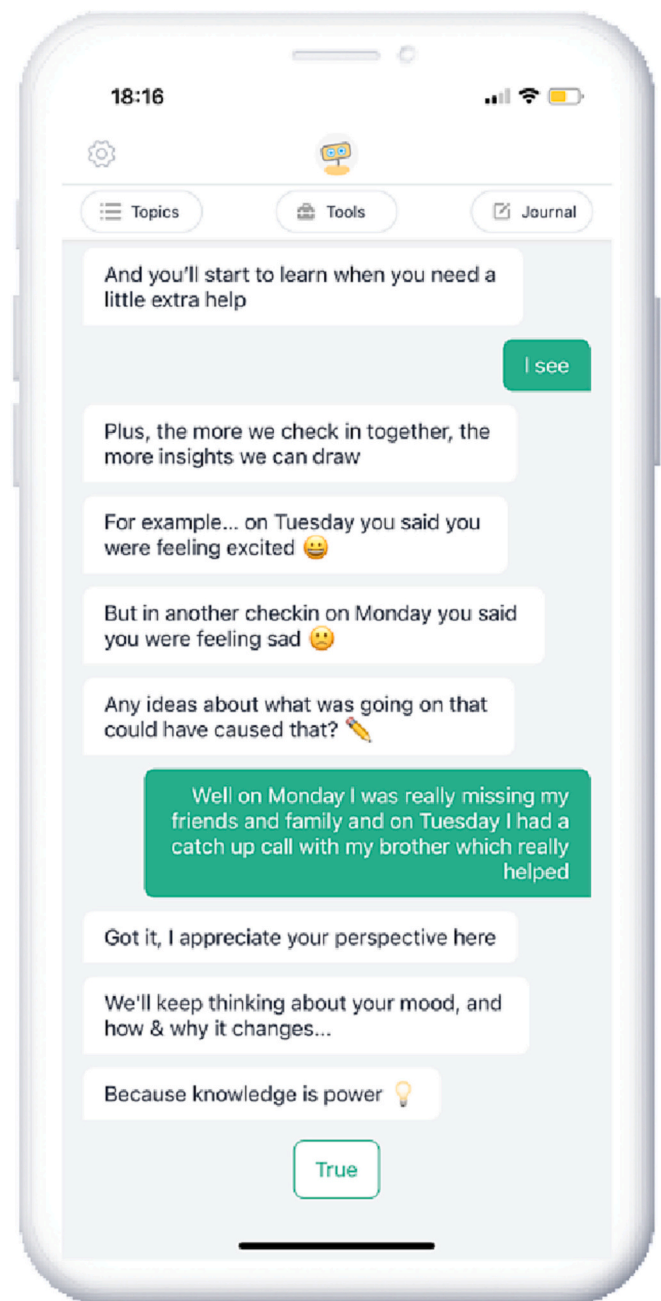 18:16
Topics
Tools
Journal
And you'll start to learn when you need a
little extra help
I see
Plus, the more we check in together, the
more insights we can draw
For example... on Tuesday you said you
were feeling excited 😀
But in another checkin on Monday you said
you were feeling sad 🙁
Any ideas about what was going on that
could have caused that? ✏️
Well on Monday I was really missing my
friends and family and on Tuesday I had a
catch up call with my brother which really
helped
Got it, I appreciate your perspective here
We'll keep thinking about your mood, and
how & why it changes...
Because knowledge is power 💡
True